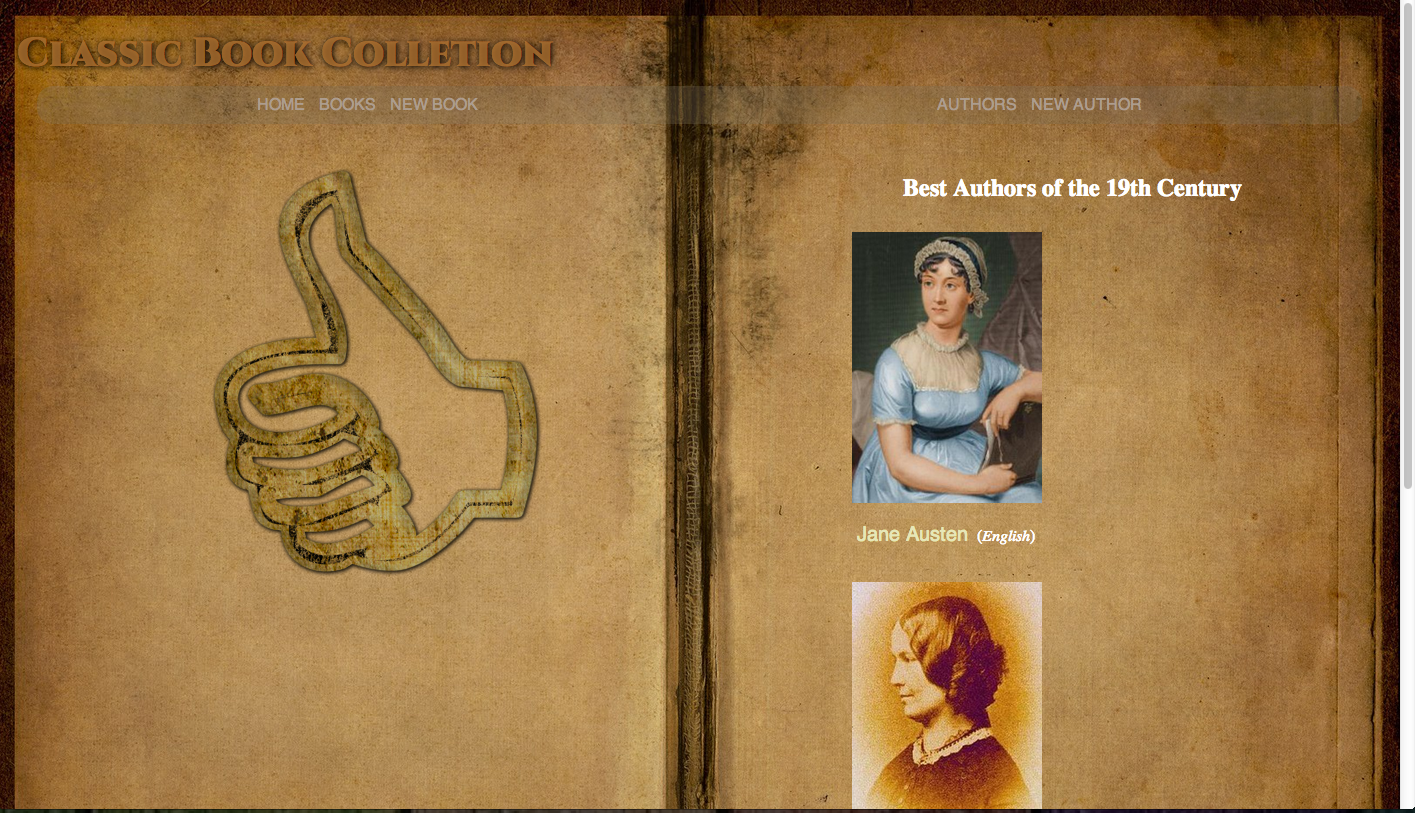 Classic Book Colletion
HOME BOOKS NEW BOOK AUTHORS NEW AUTHOR
Best Authors of the 19th Century
Jane Austen (English)